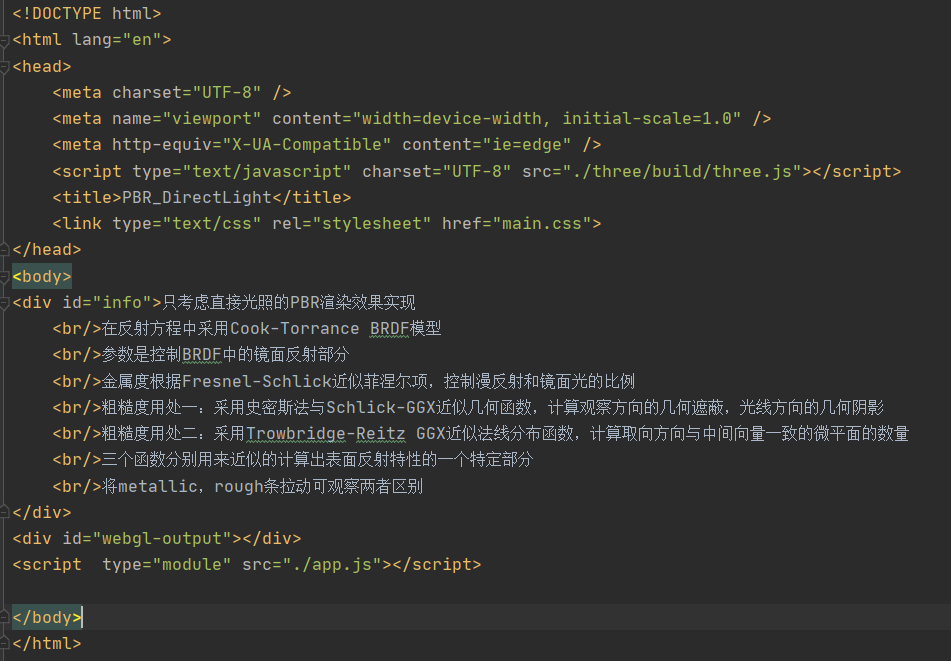 <!DOCTYPE html>
<html lang="en">
<head>
    <meta charset="UTF-8" />
    <meta name="viewport" content="width=device-width, initial-scale=1.0" />
    <meta http-equiv="X-UA-Compatible" content="ie=edge" />
    <script type="text/javascript" charset="UTF-8" src="./three/build/three.js"></script>
    <title>PBR_DirectLight</title>
    <link type="text/css" rel="stylesheet" href="main.css">
</head>
<body>
<div id="info">只考虑直接光照的PBR渲染效果实现
    <br/>在反射方程中采用Cook-Torrance BRDF模型
    <br/>参数是控制BRDF中的镜面反射部分
    <br/>金属度根据Fresnel-Schlick近似菲涅尔项，控制漫反射和镜面光的比例
    <br/>粗糙度用处一：采用史密斯法与Schlick-GGX近似几何函数，计算观察方向的几何遮蔽，光线方向的几何阴影
    <br/>粗糙度用处二：采用Trowbridge-Reitz GGX近似法线分布函数，计算取向方向与中间向量一致的微平面的数量
    <br/>三个函数分别用来近似的计算出表面反射特性的一个特定部分
    <br/>将metallic，rough条拉动可观察两者区别
</div>
<div id="webgl-output"></div>
<script  type="module" src="./app.js"></script>
</body>
</html>